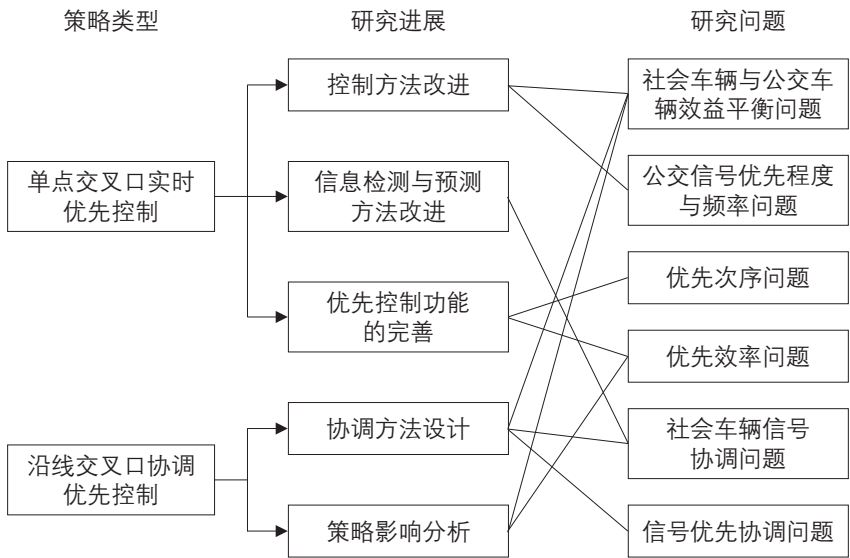 策略类型
研究进展
研究问题
单点交叉口实时
优先控制
沿线交叉口协调
优先控制
控制方法改进
信息检测与预测
方法改进
优先控制功能
的完善
协调方法设计
策略影响分析
社会车辆与公交车
辆效益平衡问题
公交信号优先程度
与频率问题
优先次序问题
优先效率问题
社会车辆信号
协调问题
信号优先协调问题